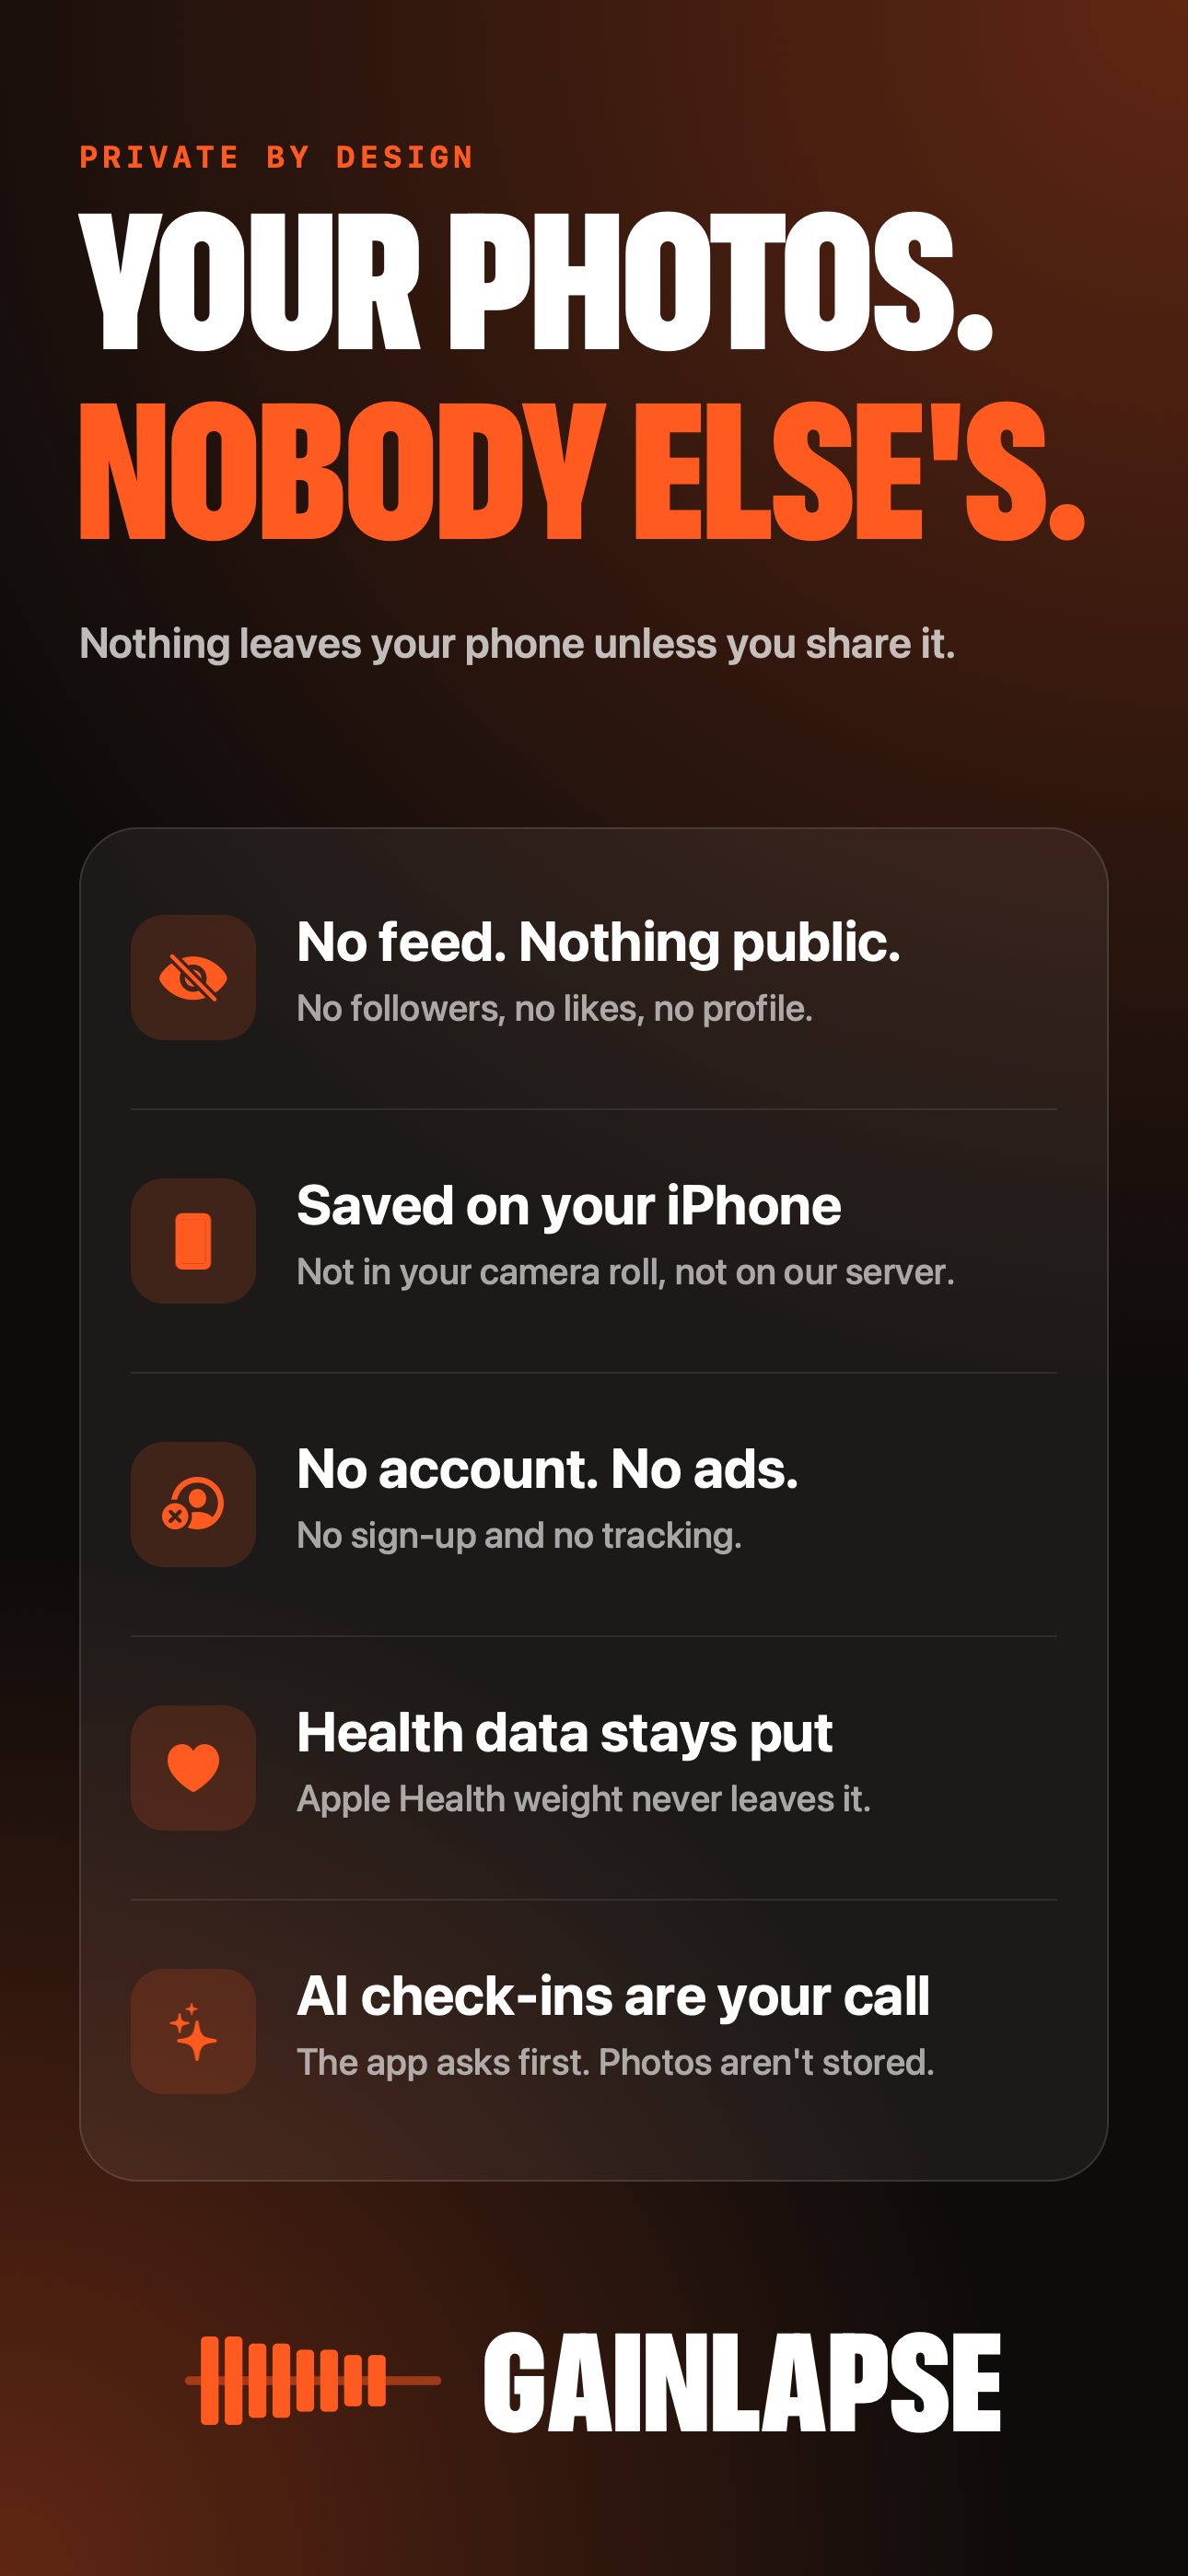 PRIVATE BY DESIGN
YOUR PHOTOS.
NOBODY ELSE'S.
Nothing leaves your phone unless you share it.
No feed. Nothing public.
No followers, no likes, no profile.
Saved on your iPhone
Not in your camera roll, not on our server.
No account. No ads.
No sign-up and no tracking.
Health data stays put
Apple Health weight never leaves it.
AI check-ins are your call
The app asks first. Photos aren't stored.
GAINLAPSE